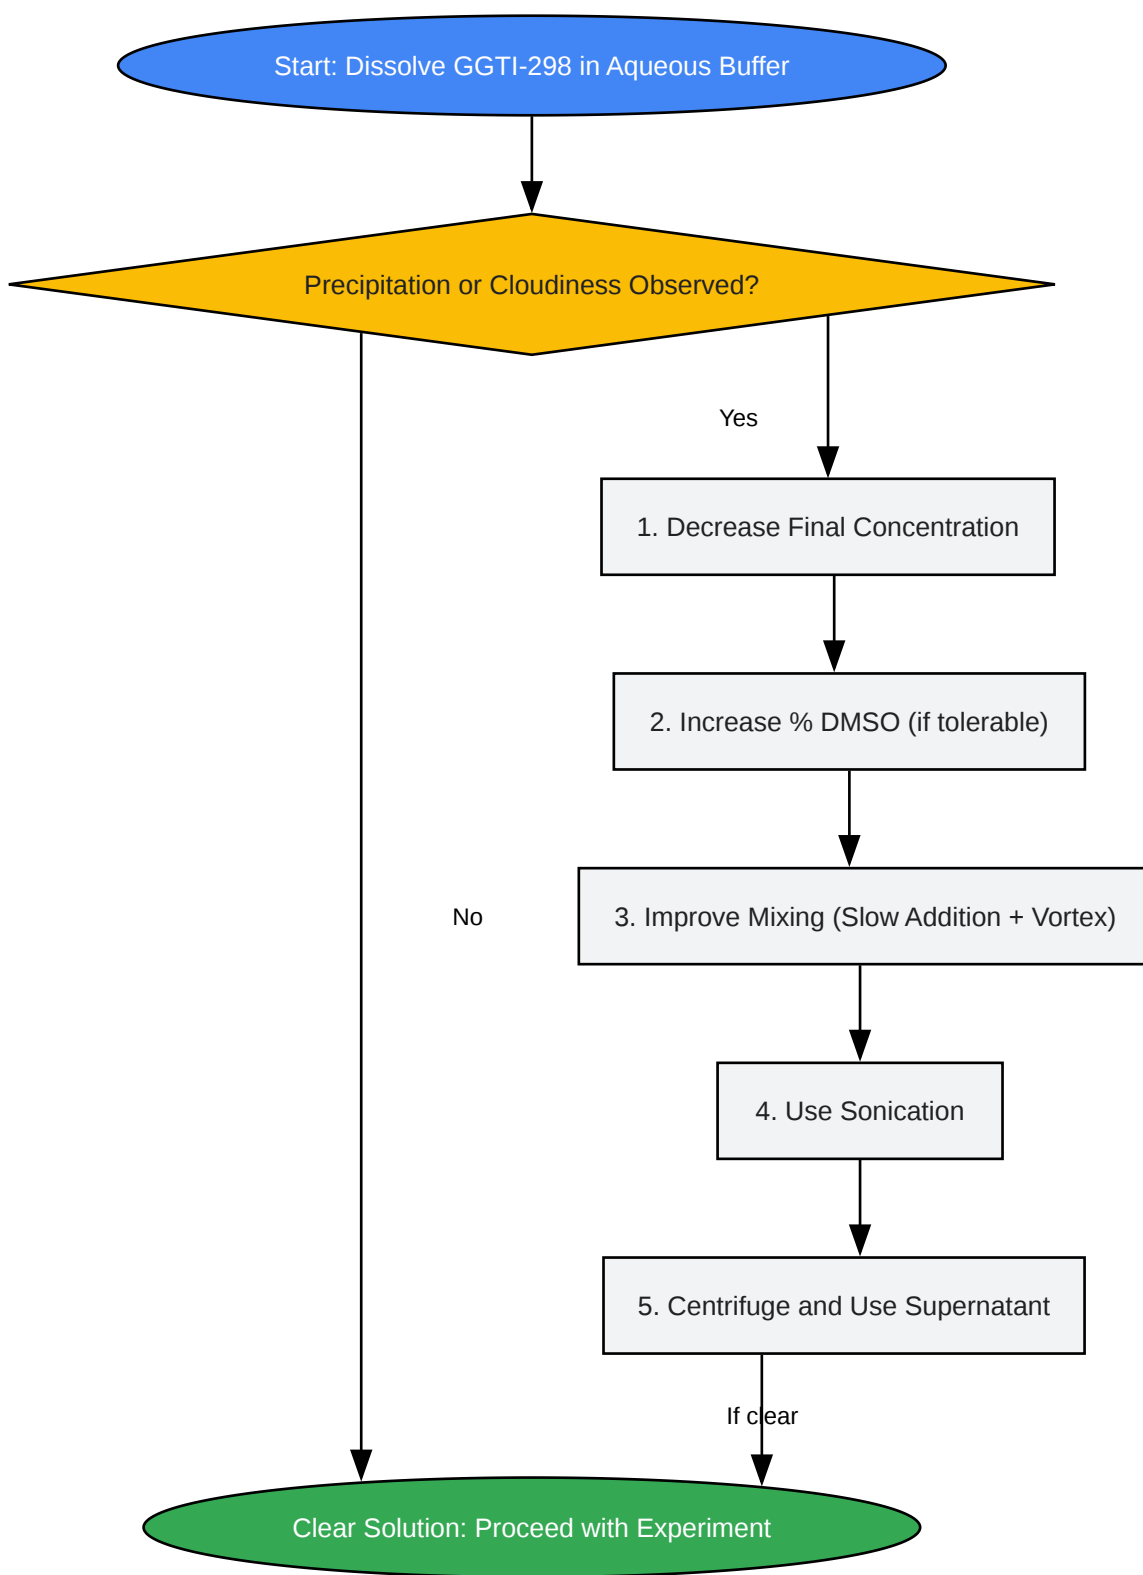 Start: Dissolve GGTI-298 in Aqueous Buffer
Precipitation or Cloudiness Observed?
Yes
1. Decrease Final Concentration
2. Increase % DMSO (if tolerable)
3. Improve Mixing (Slow Addition + Vortex)
No
4. Use Sonication
5. Centrifuge and Use Supernatant
If clear
Clear Solution: Proceed with Experiment